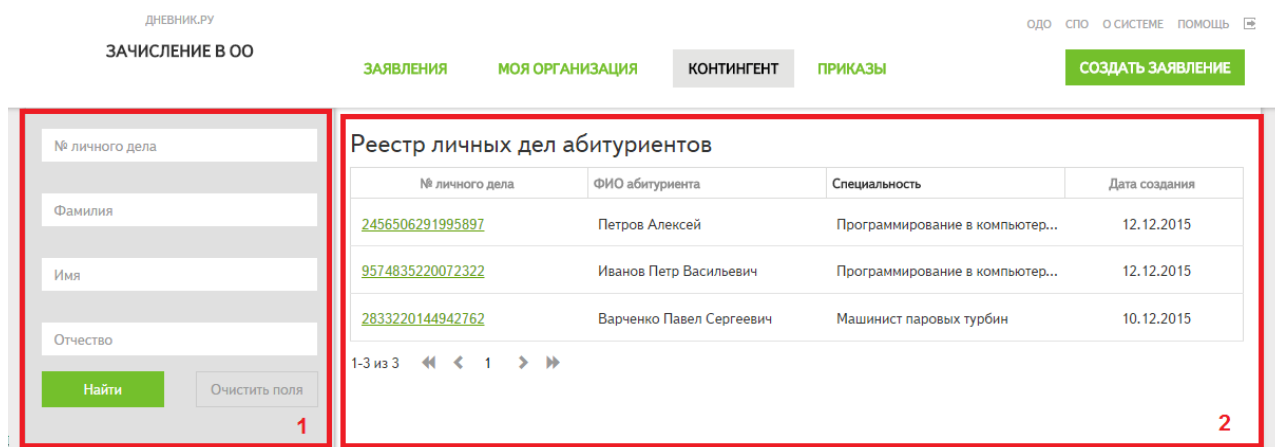 ДНЕВНИК.РУ
ОДО СПО О СИСТЕМЕ ПОМОЩЬ
ЗАЧИСЛЕНИЕ В ОО
ЗАЯВЛЕНИЯ МОЯ ОРГАНИЗАЦИЯ КОНТИНГЕНТ ПРИКАЗЫ СОЗДАТЬ ЗАЯВЛЕНИЕ
№ личного дела
Фамилия
Имя
Отчество
Найти Очистить поля
1
Реестр личных дел абитуриентов
№ личного дела ФИО абитуриента Специальность Дата создания
2456506291995897 Петров Алексей Программирование в компьютер... 12.12.2015
9574835220072322 Иванов Петр Васильевич Программирование в компьютер... 12.12.2015
2833220144942762 Варченко Павел Сергеевич Машинист паровых турбин 10.12.2015
1-3 из 3 1
2